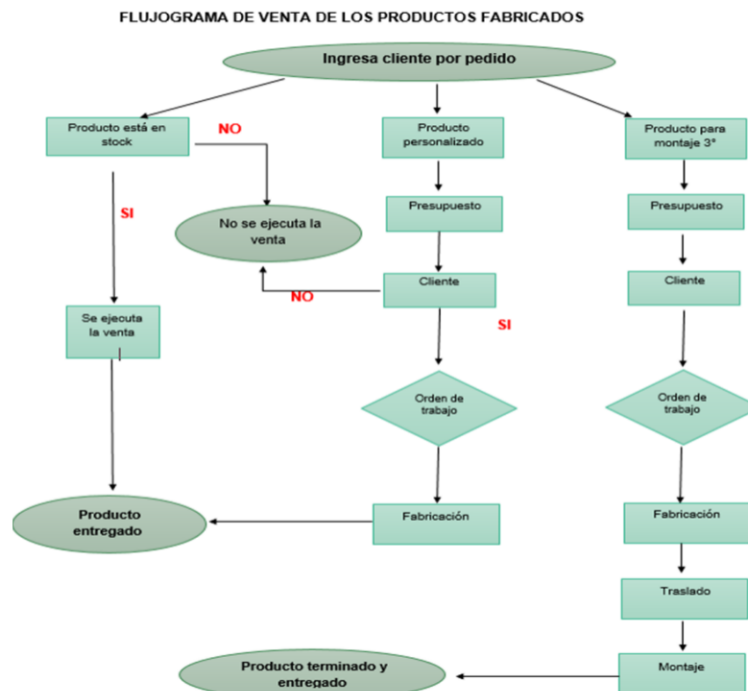 FLUJOGRAMA DE VENTA DE LOS PRODUCTOS FABRICADOS
Ingresa cliente por pedido
Producto está en
stock
NO
Producto
personalizado
Producto para
montaje 3°
SI
No se ejecuta la
venta
Presupuesto
Presupuesto
Cliente
Cliente
NO
Se ejecuta
la venta
SI
Orden de
trabajo
Orden de
trabajo
Producto
entregado
Fabricación
Fabricación
Traslado
Producto terminado y
entregado
Montaje